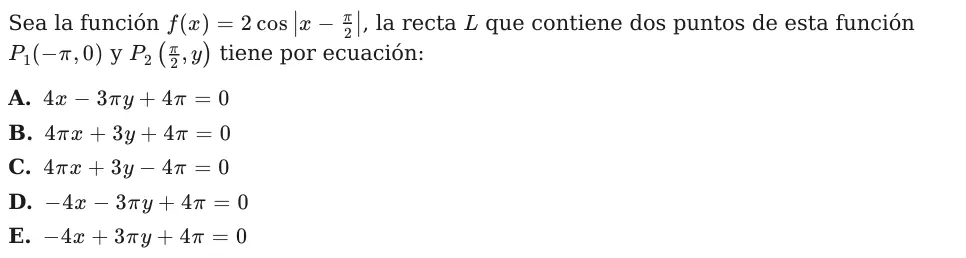 Sea la función f(x) = 2 cos |x − π/2|, la recta L que contiene dos puntos de esta función
P₁(−π, 0) y P₂ (π/2, y) tiene por ecuación:
A. 4x − 3πy + 4π = 0
B. 4πx + 3y + 4π = 0
C. 4πx + 3y − 4π = 0
D. −4x − 3πy + 4π = 0
E. −4x + 3πy + 4π = 0